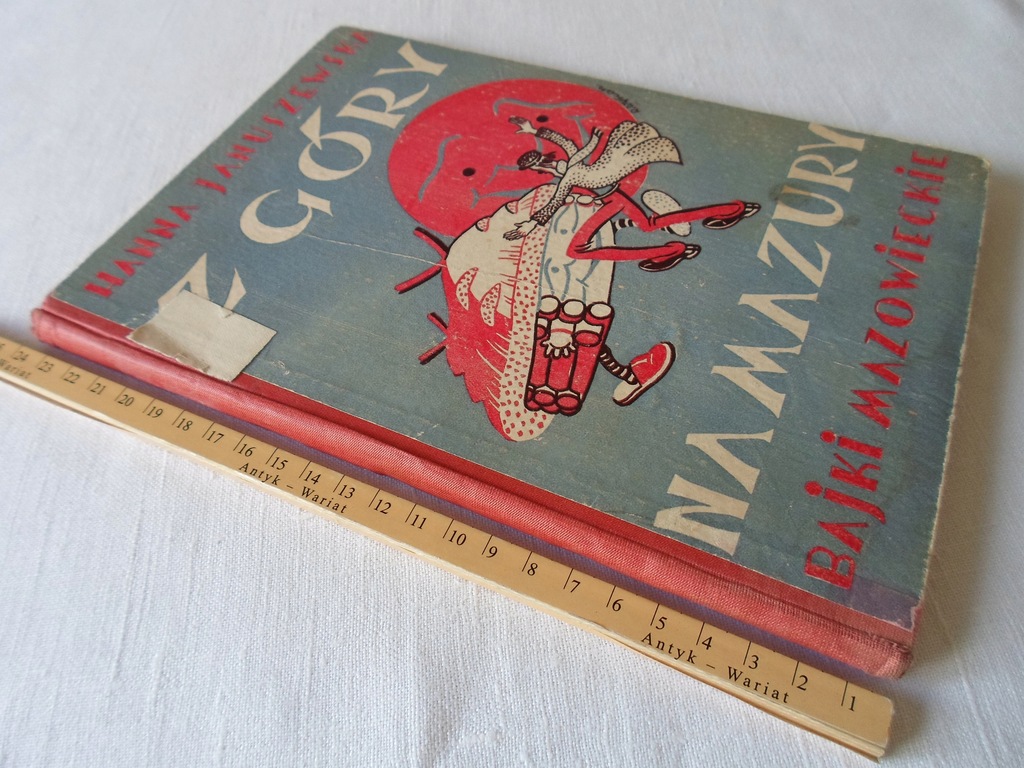 HANNA JANUSZEWSKA
Z GÓRY
NA MAZURY
BAJKI MAZOWIECKIE
24 23 22 21 20 19 18 17 16 15 14 13 12 11 10 9 8 7 6 5 4 3 2 1
Wariat
Antyk – Wariat
Antyk – Wariat